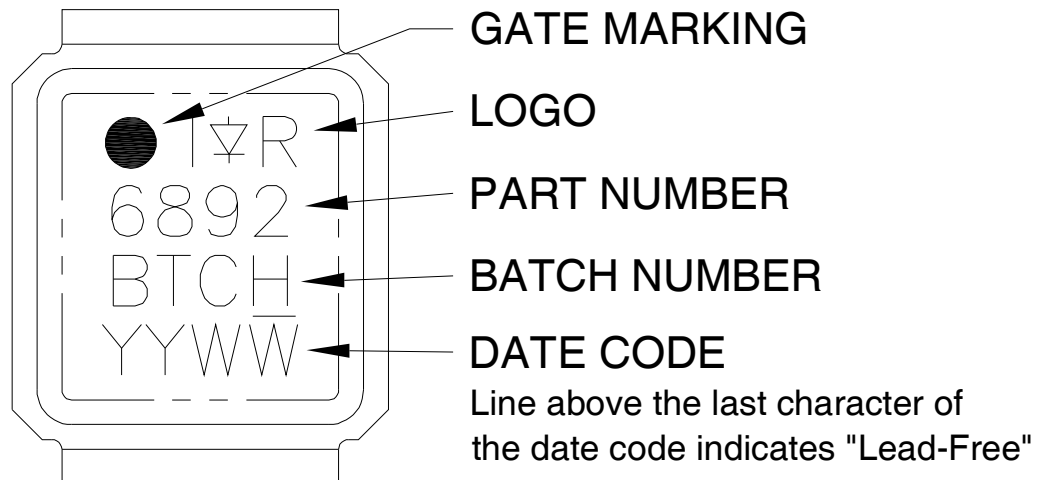 GATE MARKING
I R
LOGO
6892
PART NUMBER
BTCH
BATCH NUMBER
YYWW̅
DATE CODE
Line above the last character of
the date code indicates "Lead-Free"